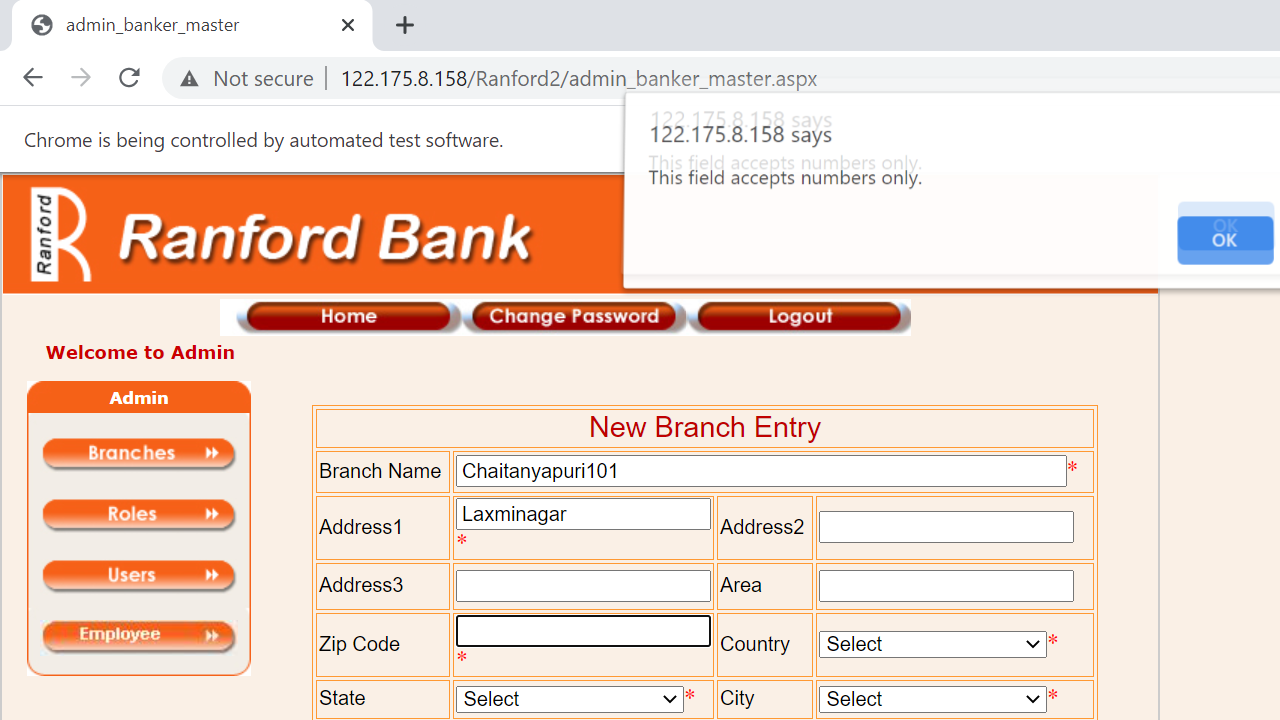 admin_banker_master
Not secure
122.175.8.158/Ranford2/admin_banker_master.aspx
Chrome is being controlled by automated test software.
122.175.8.158 says
122.175.8.158 says
This field accepts numbers only.
This field accepts numbers only.
OK
OK
Ranford
Ranford Bank
Home Change Password Logout
Welcome to Admin
Admin
Branches
Roles
Users
Employee
New Branch Entry
Branch Name Chaitanyapuri101 *
Address1 Laxminagar * Address2
Address3 Area
Zip Code * Country Select *
State Select * City Select *